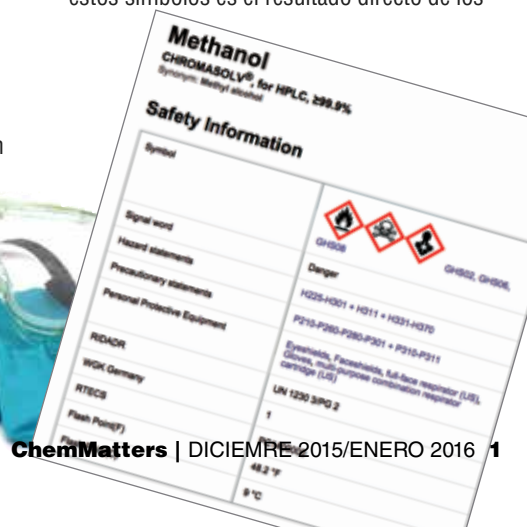 estos símbolos es el resultado directo de los
Methanol
CHROMASOLV®, for HPLC, ≥99.9%
Synonym: Methyl alcohol
Safety Information
Symbol
GHS02, GHS06,
GHS08
Signal word
Danger
Hazard statements
H225-H301 + H311 + H331-H370
Precautionary statements
P210-P260-P280-P301 + P310-P311
Personal Protective Equipment
Eyeshields, Faceshields, full-face respirator (US),
Gloves, multi-purpose combination respirator
cartridge (US)
RIDADR
UN 1230 3/PG 2
WGK Germany
1
RTECS
Flash Point(F)
48.2 °F
9 °C
ChemMatters | DICIEMRE 2015/ENERO 2016 1